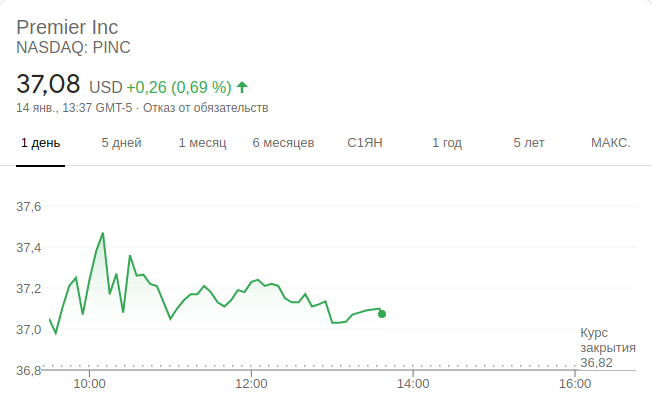 Premier Inc
NASDAQ: PINC
37,08 USD +0,26 (0,69 %)
14 янв., 13:37 GMT-5 · Отказ от обязательств
1 день 5 дней 1 месяц 6 месяцев С1ЯН 1 год 5 лет МАКС.
37,6
37,4
37,2
37,0
Курс
закрытия
36,82
36,8
10:00 12:00 14:00 16:00